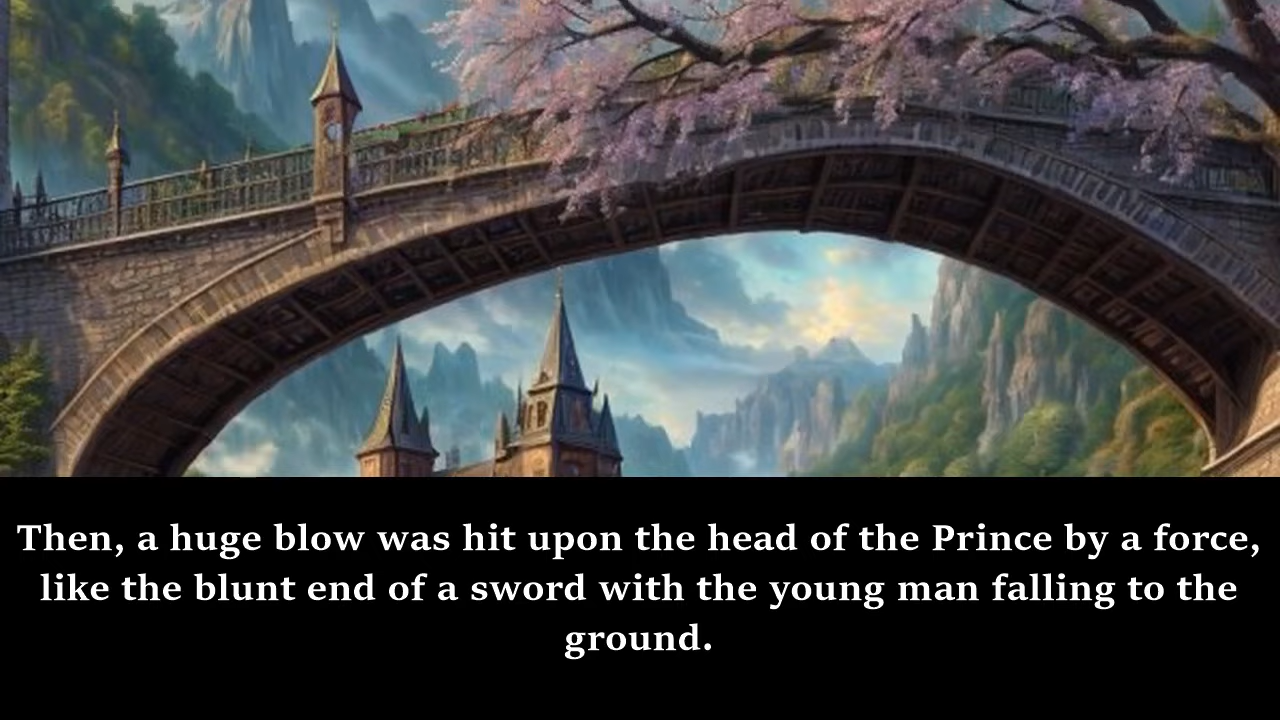 Then, a huge blow was hit upon the head of the Prince by a force,
like the blunt end of a sword with the young man falling to the
ground.